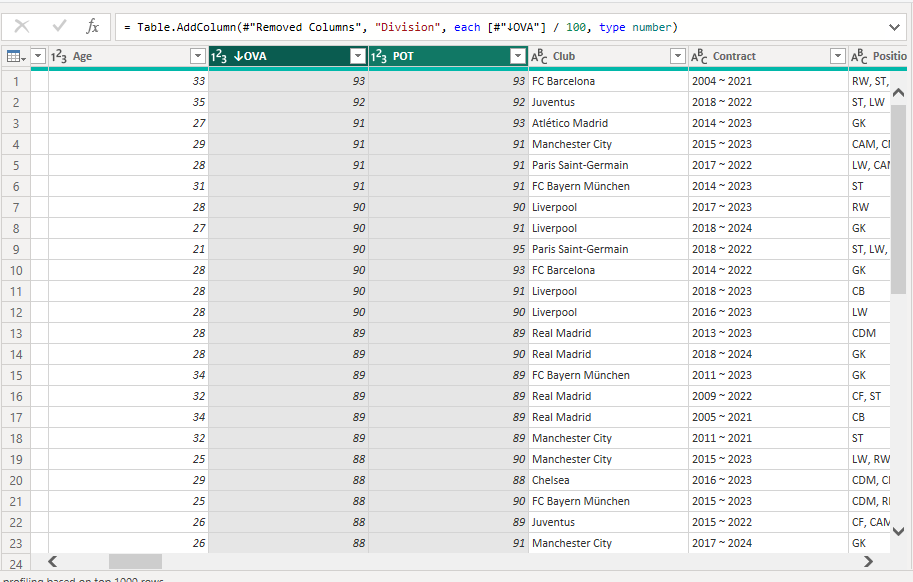 fx = Table.AddColumn(#"Removed Columns", "Division", each [#"↓OVA"] / 100, type number)
1²3 Age 1²3 ↓OVA 1²3 POT ABC Club ABC Contract ABC Positio
1 33 93 93 FC Barcelona 2004 ~ 2021 RW, ST,
2 35 92 92 Juventus 2018 ~ 2022 ST, LW
3 27 91 93 Atlético Madrid 2014 ~ 2023 GK
4 29 91 91 Manchester City 2015 ~ 2023 CAM, CM
5 28 91 91 Paris Saint-Germain 2017 ~ 2022 LW, CAM
6 31 91 91 FC Bayern München 2014 ~ 2023 ST
7 28 90 90 Liverpool 2017 ~ 2023 RW
8 27 90 91 Liverpool 2018 ~ 2024 GK
9 21 90 95 Paris Saint-Germain 2018 ~ 2022 ST, LW,
10 28 90 93 FC Barcelona 2014 ~ 2022 GK
11 28 90 91 Liverpool 2018 ~ 2023 CB
12 28 90 90 Liverpool 2016 ~ 2023 LW
13 28 89 89 Real Madrid 2013 ~ 2023 CDM
14 28 89 90 Real Madrid 2018 ~ 2024 GK
15 34 89 89 FC Bayern München 2011 ~ 2023 GK
16 32 89 89 Real Madrid 2009 ~ 2022 CF, ST
17 34 89 89 Real Madrid 2005 ~ 2021 CB
18 32 89 89 Manchester City 2011 ~ 2021 ST
19 25 88 90 Manchester City 2015 ~ 2023 LW, RW
20 29 88 88 Chelsea 2016 ~ 2023 CDM, C
21 25 88 90 FC Bayern München 2015 ~ 2023 CDM, R
22 26 88 89 Juventus 2015 ~ 2022 CF, CAM
23 26 88 91 Manchester City 2017 ~ 2024 GK
24
profiling based on top 1000 rows